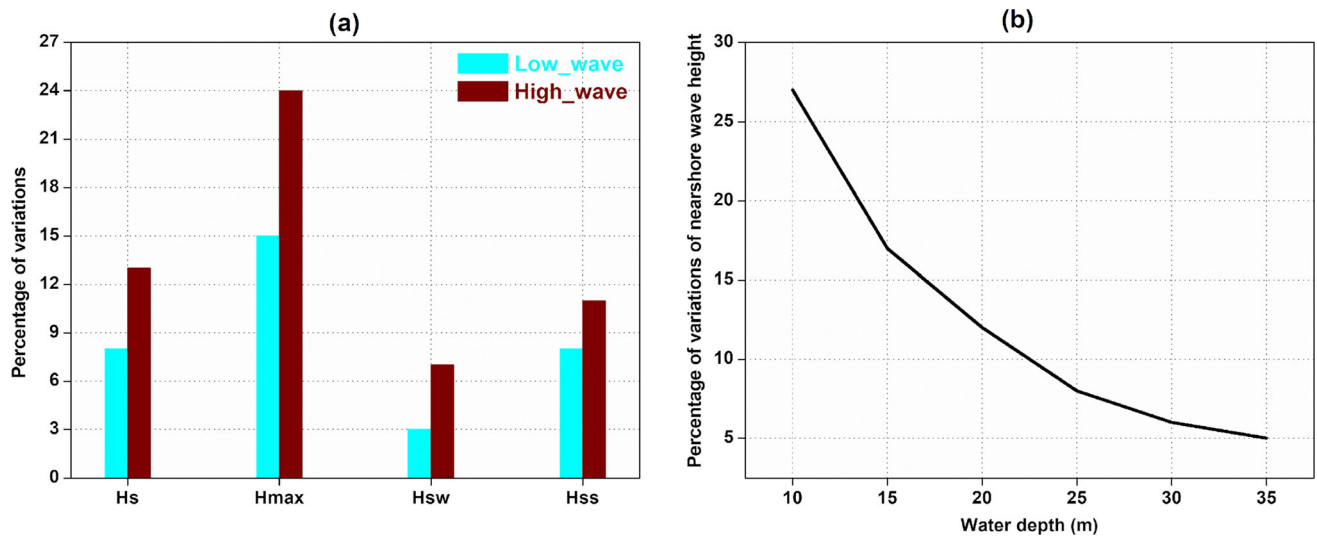 (a)
Percentage of variations
27
24
21
18
15
12
9
6
3
0
Low_wave
High_wave
Hs Hmax Hsw Hss
(b)
Percentage of variations of nearshore wave height
30
25
20
15
10
5
10 15 20 25 30 35
Water depth (m)